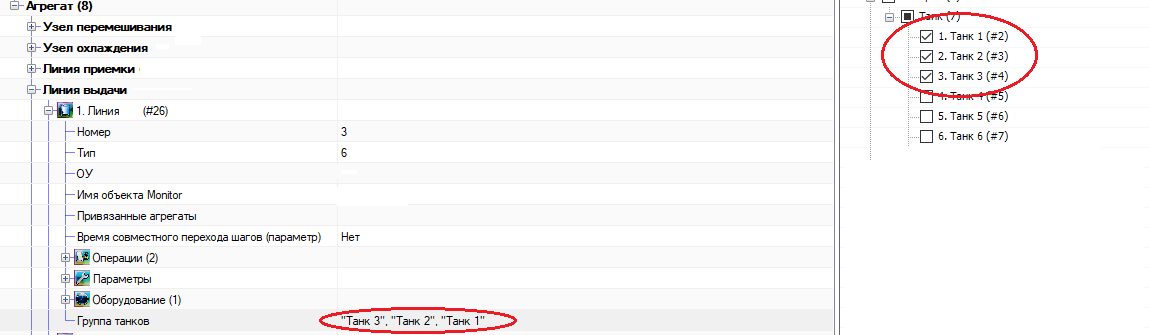 Агрегат (8)
Узел перемешивания
Узел охлаждения
Линия приемки
Линия выдачи
1. Линия (#26)
Номер 3
Тип 6
ОУ
Имя объекта Monitor
Привязанные агрегаты
Время совместного перехода шагов (параметр) Нет
Операции (2)
Параметры
Оборудование (1)
Группа танков "Танк 3", "Танк 2", "Танк 1"
Танк (7)
1. Танк 1 (#2)
2. Танк 2 (#3)
3. Танк 3 (#4)
4. Танк 4 (#5)
5. Танк 5 (#6)
6. Танк 6 (#7)